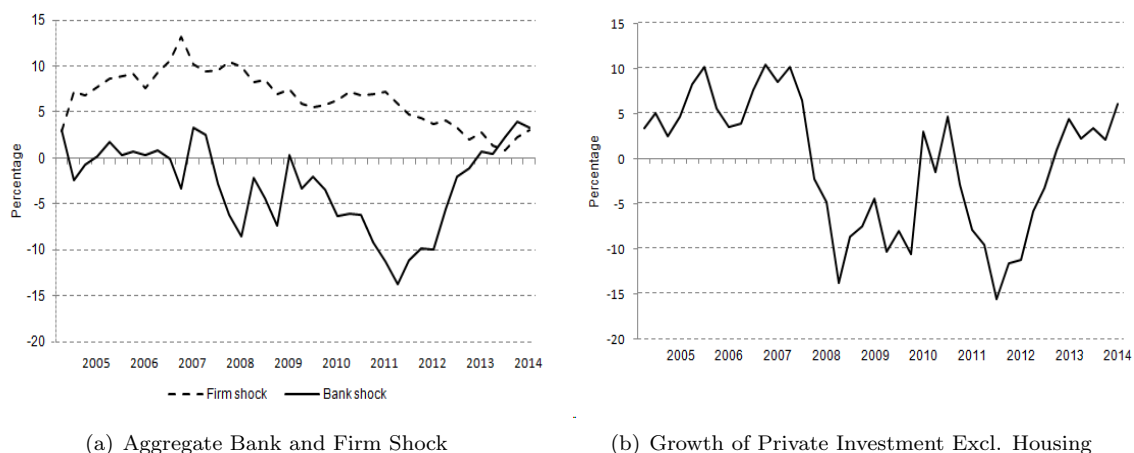 15
10
5
0
-5
-10
-15
-20
Percentage
2005 2006 2007 2008 2009 2010 2011 2012 2013 2014
Firm shock Bank shock
(a) Aggregate Bank and Firm Shock
15
10
5
0
-5
-10
-15
-20
Percentage
2005 2006 2007 2008 2009 2010 2011 2012 2013 2014
(b) Growth of Private Investment Excl. Housing